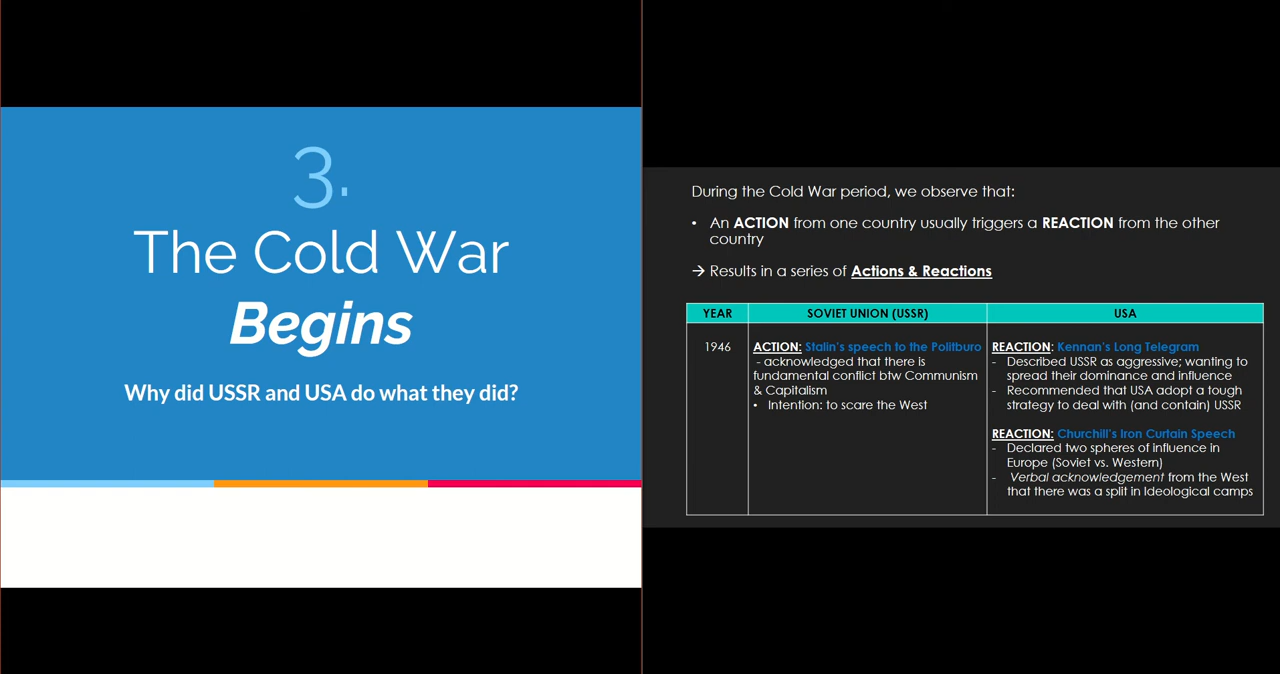 3.
The Cold War
Begins
Why did USSR and USA do what they did?
During the Cold War period, we observe that:
• An ACTION from one country usually triggers a REACTION from the other
country
→ Results in a series of Actions & Reactions
YEAR SOVIET UNION (USSR) USA
1946
ACTION: Stalin's speech to the Politburo
- acknowledged that there is
fundamental conflict btw Communism
& Capitalism
• Intention: to scare the West
REACTION: Kennan's Long Telegram
- Described USSR as aggressive; wanting to
spread their dominance and influence
- Recommended that USA adopt a tough
strategy to deal with (and contain) USSR
REACTION: Churchill's Iron Curtain Speech
- Declared two spheres of influence in
Europe (Soviet vs. Western)
- Verbal acknowledgement from the West
that there was a split in Ideological camps